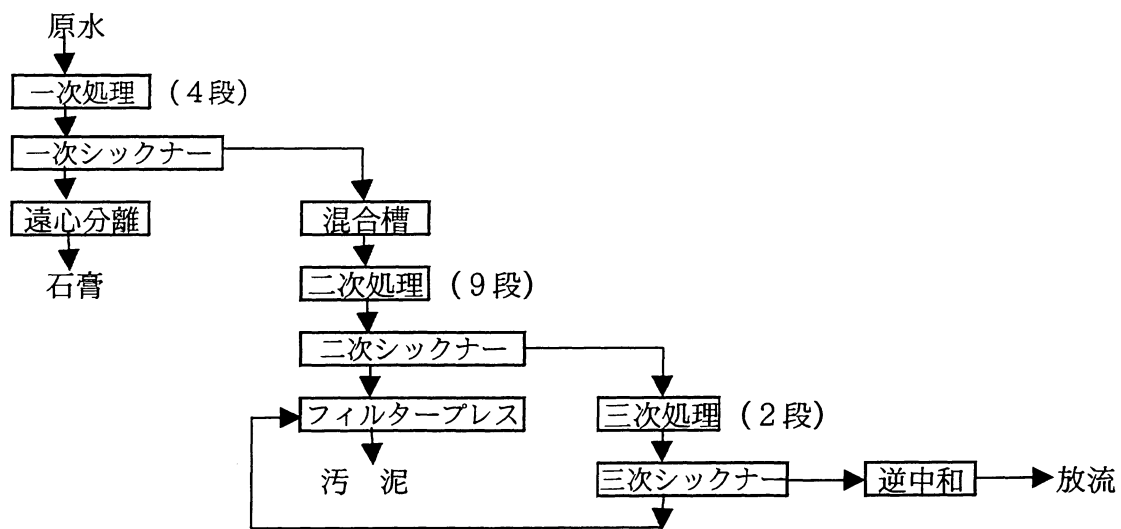 原水
一次処理 (4段)
一次シックナー
遠心分離
混合槽
石膏
二次処理 (9段)
二次シックナー
フィルタープレス
三次処理 (2段)
汚 泥
三次シックナー
逆中和
放流